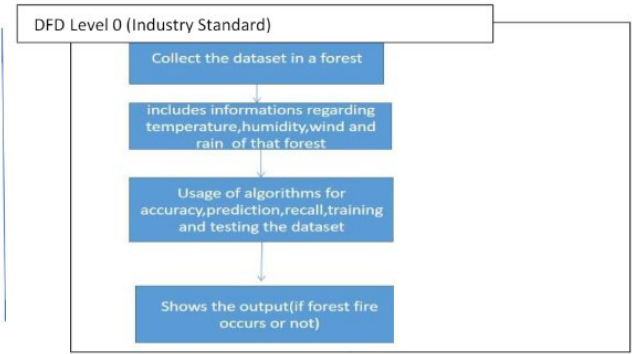 DFD Level 0 (Industry Standard)
Collect the dataset in a forest
includes informations regarding
temperature,humidity,wind and
rain of that forest
Usage of algorithms for
accuracy,prediction,recall,training
and testing the dataset
Shows the output(if forest fire
occurs or not)